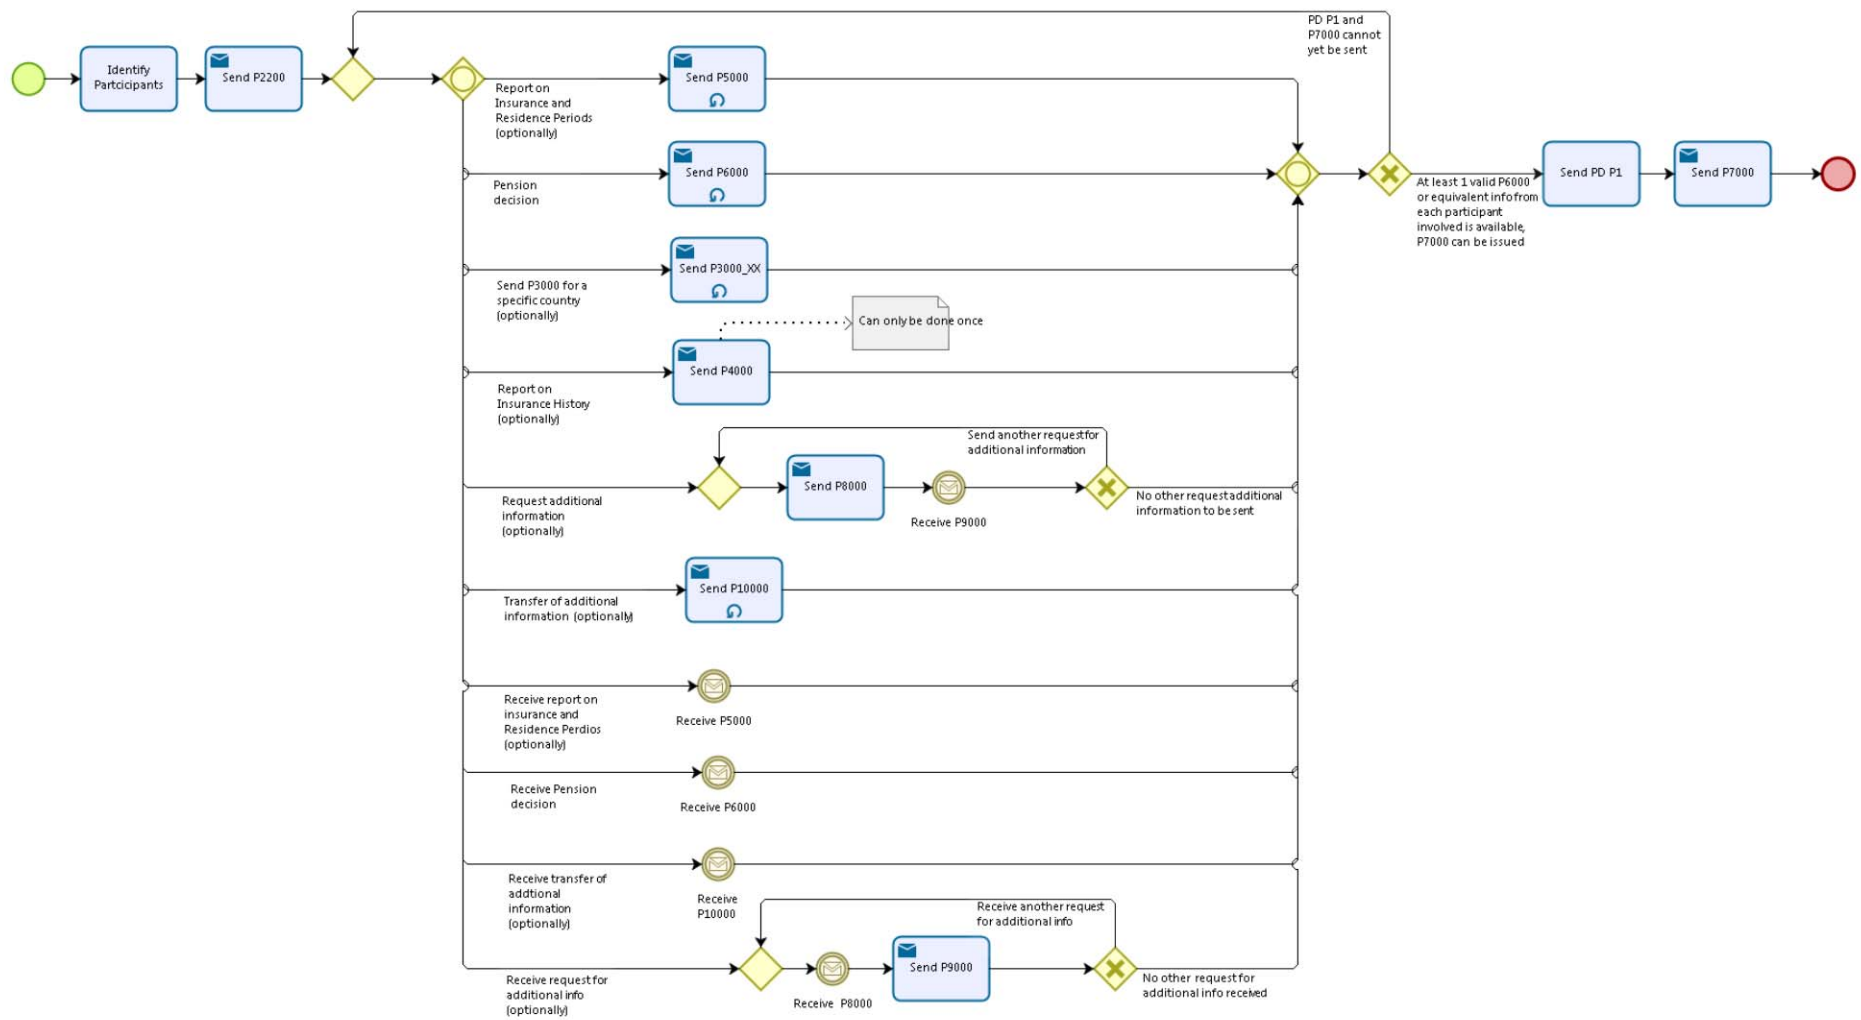 PD P1 and
P7000 cannot
yet be sent
Identify
Partcicipants
Send P2200
Send P5000
Report on
Insurance and
Residence Periods
(optionally)
Send P6000
Pension
decision
Send PD P1
Send P7000
At least 1 valid P6000
or equivalent info from
each participant
involved is available,
P7000 can be issued
Send P3000_XX
Send P3000 for a
specific country
(optionally)
Can only be done once
Send P4000
Report on
Insurance History
(optionally)
Send another request for
additional information
Send P8000
Receive P9000
Request additional
information
(optionally)
No other request additional
information to be sent
Send P10000
Transfer of additional
information (optionally)
Receive report on
insurance and
Residence Perdios
(optionally)
Receive P5000
Receive Pension
decision
Receive P6000
Receive transfer of
addtional
information
(optionally)
Receive
P10000
Receive another request
for additional info
Send P9000
Receive P8000
Receive request for
additional info
(optionally)
No other request for
additional info received